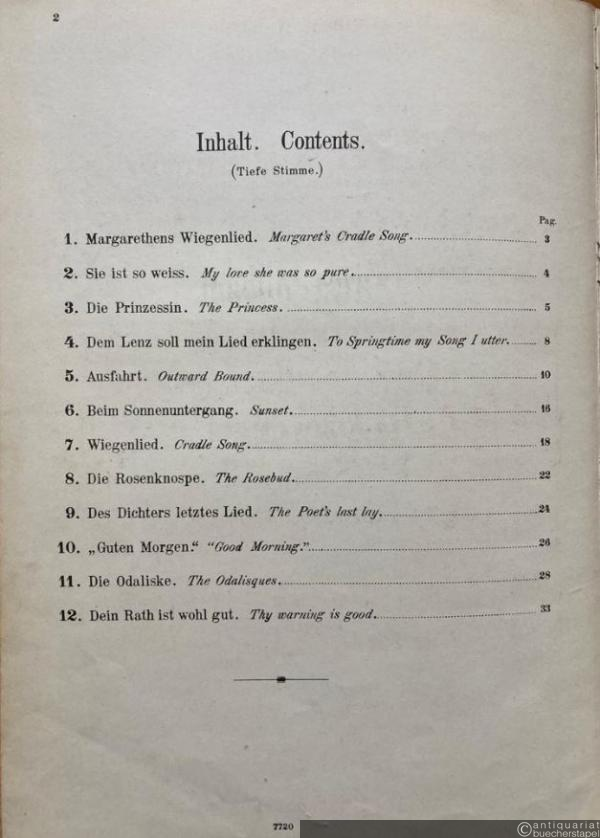 2
Inhalt. Contents.
(Tiefe Stimme.)
Pag.
1. Margarethens Wiegenlied. Margaret's Cradle Song. 3
2. Sie ist so weiss. My love she was so pure. 4
3. Die Prinzessin. The Princess. 5
4. Dem Lenz soll mein Lied erklingen. To Springtime my Song I utter. 8
5. Ausfahrt. Outward Bound. 10
6. Beim Sonnenuntergang. Sunset. 16
7. Wiegenlied. Cradle Song. 18
8. Die Rosenknospe. The Rosebud. 22
9. Des Dichters letztes Lied. The Poet's last lay. 24
10. „Guten Morgen.“ “Good Morning.” 26
11. Die Odaliske. The Odalisques. 28
12. Dein Rath ist wohl gut. Thy warning is good. 33
7720
©antiquariat
buecherstapel